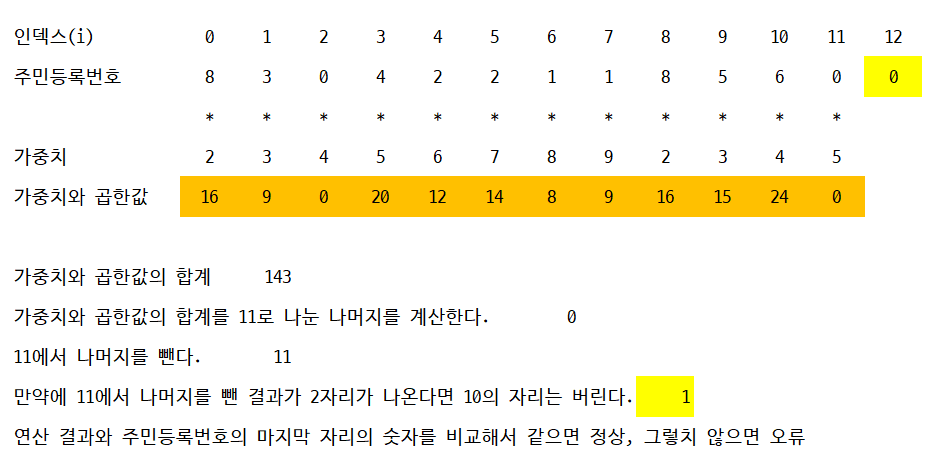 인덱스(i) 0 1 2 3 4 5 6 7 8 9 10 11 12
주민등록번호 8 3 0 4 2 2 1 1 8 5 6 0 0
* * * * * * * * * * * *
가중치 2 3 4 5 6 7 8 9 2 3 4 5
가중치와 곱한값 16 9 0 20 12 14 8 9 16 15 24 0
가중치와 곱한값의 합계 143
가중치와 곱한값의 합계를 11로 나눈 나머지를 계산한다. 0
11에서 나머지를 뺀다. 11
만약에 11에서 나머지를 뺀 결과가 2자리가 나온다면 10의 자리는 버린다. 1
연산 결과와 주민등록번호의 마지막 자리의 숫자를 비교해서 같으면 정상, 그렇치 않으면 오류